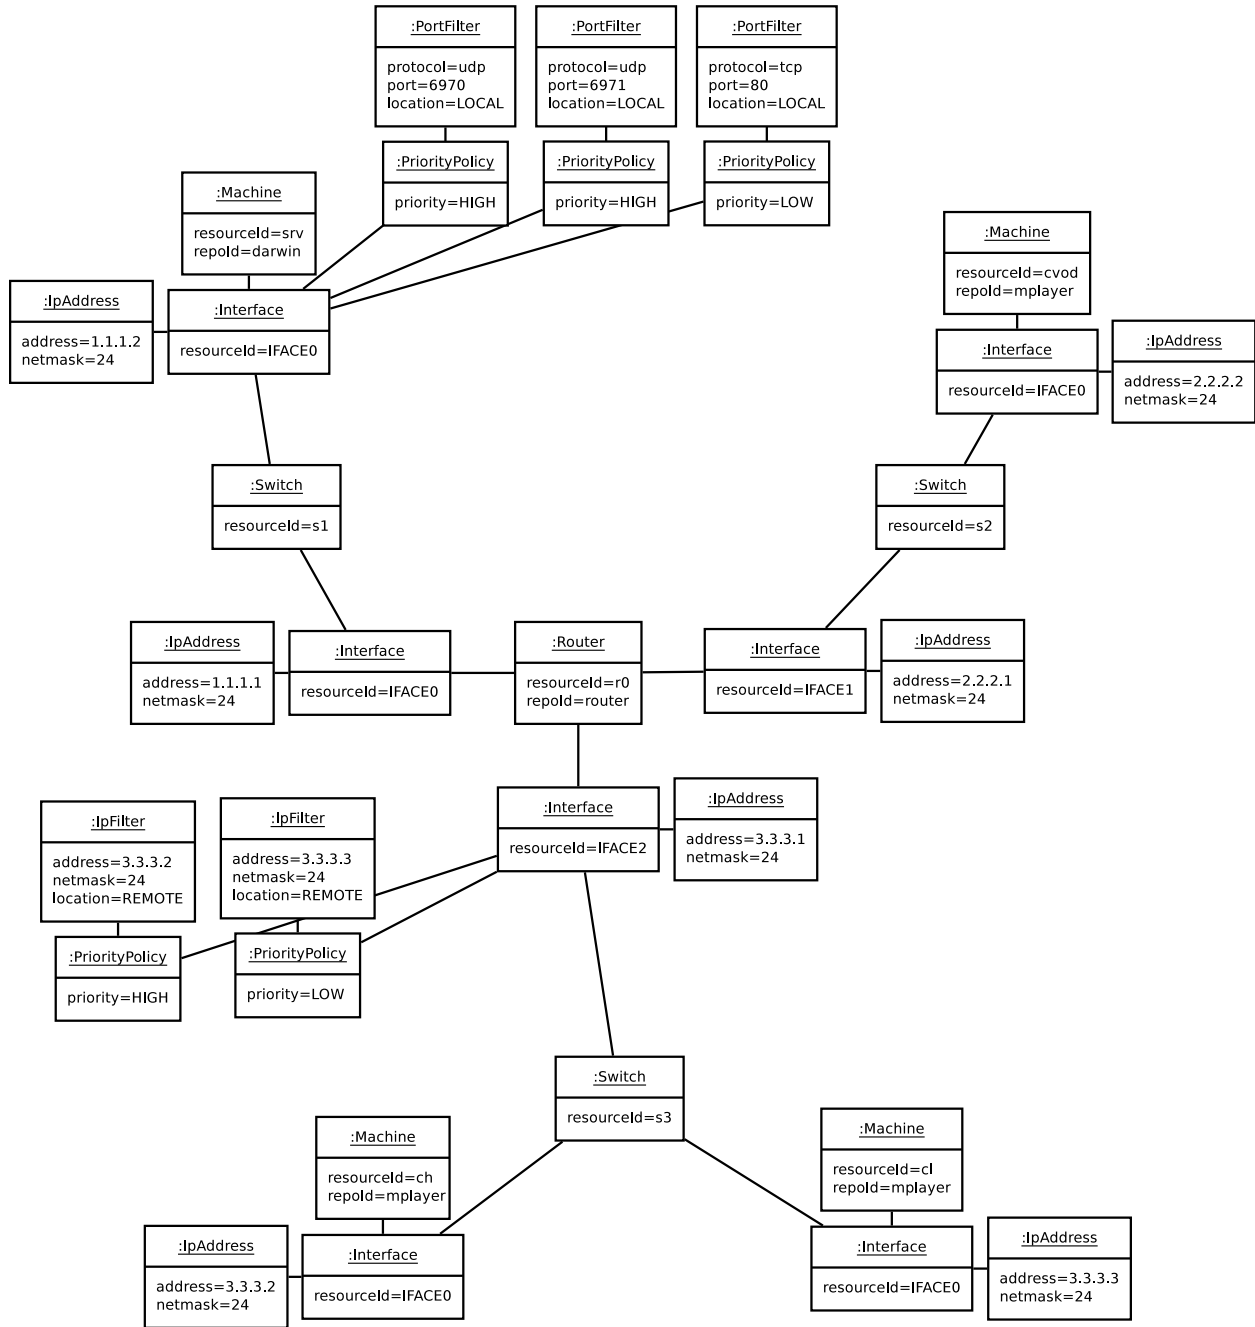 :PortFilter
protocol=udp
port=6970
location=LOCAL
:PortFilter
protocol=udp
port=6971
location=LOCAL
:PortFilter
protocol=tcp
port=80
location=LOCAL
:PriorityPolicy
priority=HIGH
:PriorityPolicy
priority=HIGH
:PriorityPolicy
priority=LOW
:Machine
resourceId=srv
repoId=darwin
:IpAddress
address=1.1.1.2
netmask=24
:Interface
resourceId=IFACE0
:Machine
resourceId=cvod
repoId=mplayer
:Interface
resourceId=IFACE0
:IpAddress
address=2.2.2.2
netmask=24
:Switch
resourceId=s1
:Switch
resourceId=s2
:IpAddress
address=1.1.1.1
netmask=24
:Interface
resourceId=IFACE0
:Router
resourceId=r0
repoId=router
:Interface
resourceId=IFACE1
:IpAddress
address=2.2.2.1
netmask=24
:IpFilter
address=3.3.3.2
netmask=24
location=REMOTE
:IpFilter
address=3.3.3.3
netmask=24
location=REMOTE
:Interface
resourceId=IFACE2
:IpAddress
address=3.3.3.1
netmask=24
:PriorityPolicy
priority=HIGH
:PriorityPolicy
priority=LOW
:Switch
resourceId=s3
:Machine
resourceId=ch
repoId=mplayer
:Machine
resourceId=cl
repoId=mplayer
:IpAddress
address=3.3.3.2
netmask=24
:Interface
resourceId=IFACE0
:Interface
resourceId=IFACE0
:IpAddress
address=3.3.3.3
netmask=24